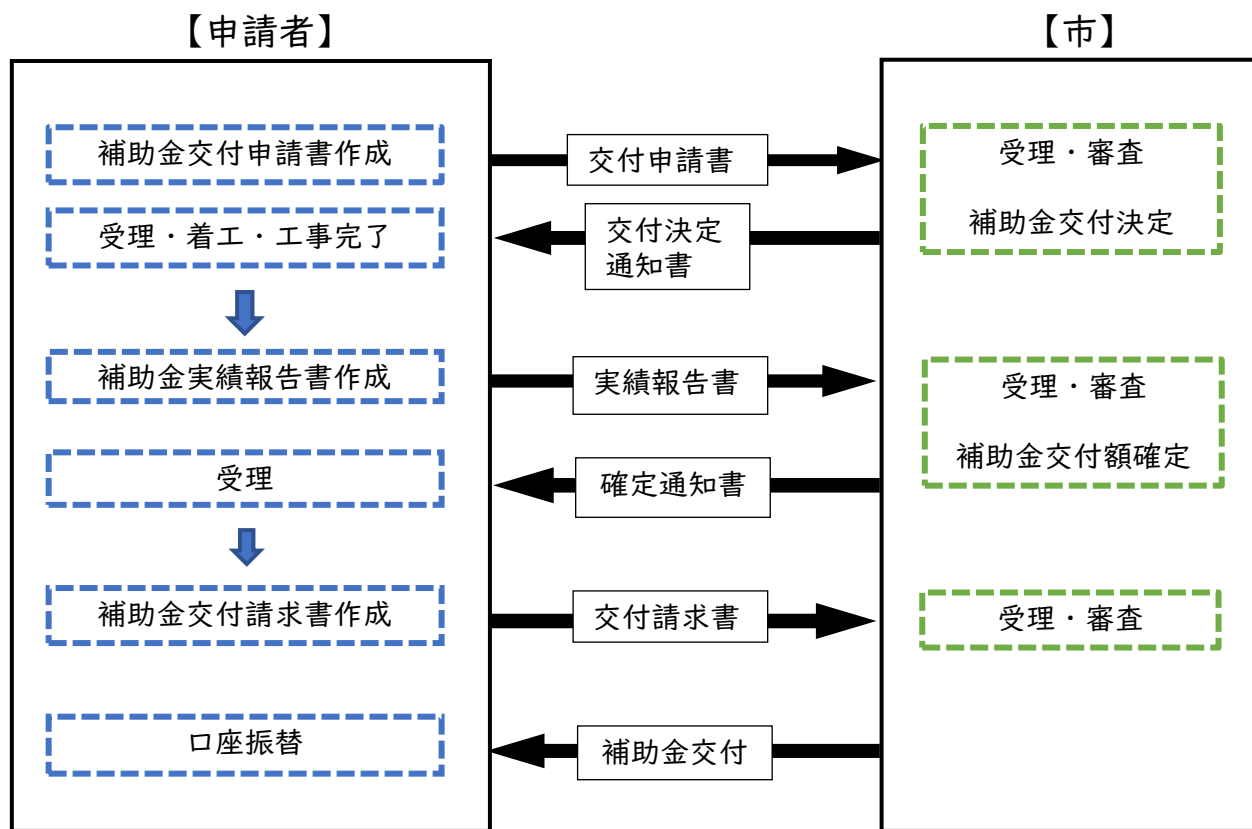 【申請者】
【市】
補助金交付申請書作成
交付申請書
受理・審査
補助金交付決定
受理・着工・工事完了
交付決定
通知書
補助金実績報告書作成
実績報告書
受理・審査
補助金交付額確定
受理
確定通知書
補助金交付請求書作成
交付請求書
受理・審査
口座振替
補助金交付